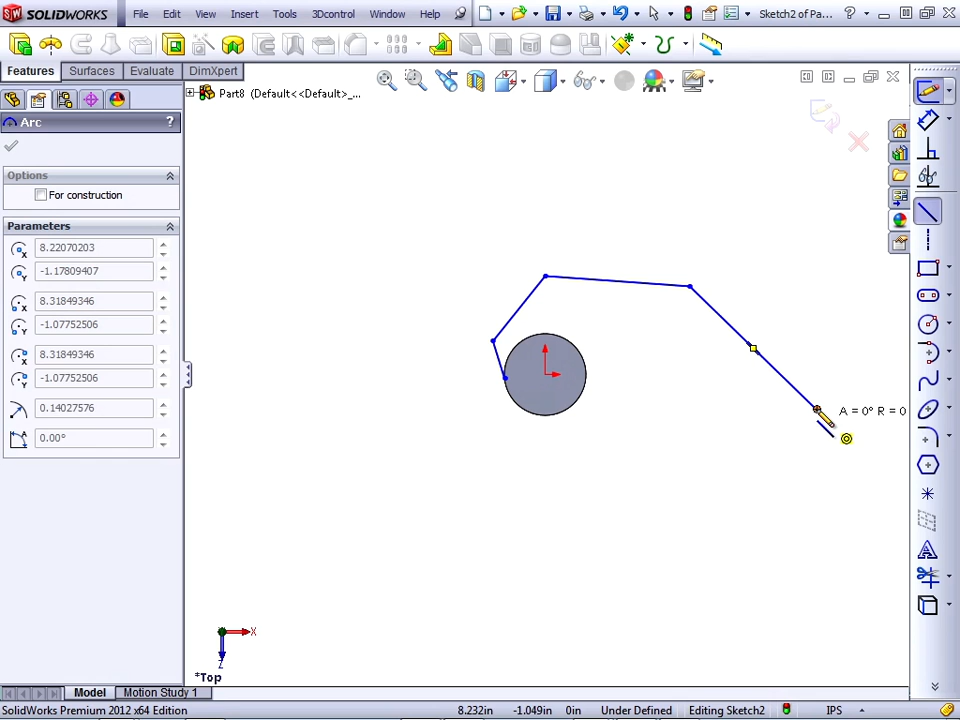 SW SOLIDWORKS File Edit View Insert Tools 3Dcontrol Window Help Sketch2 of Pa... ?
Features Surfaces Evaluate DimXpert
Part8 (Default<<Default>_...
Arc ?
Options
For construction
Parameters
8.22070203
-1.17809407
8.31849346
-1.07752506
8.31849346
-1.07752506
0.14027576
0.00°
A = 0° R = 0
X
Z
*Top
Model Motion Study 1
SolidWorks Premium 2012 x64 Edition 8.232in -1.049in 0in Under Defined Editing Sketch2 IPS